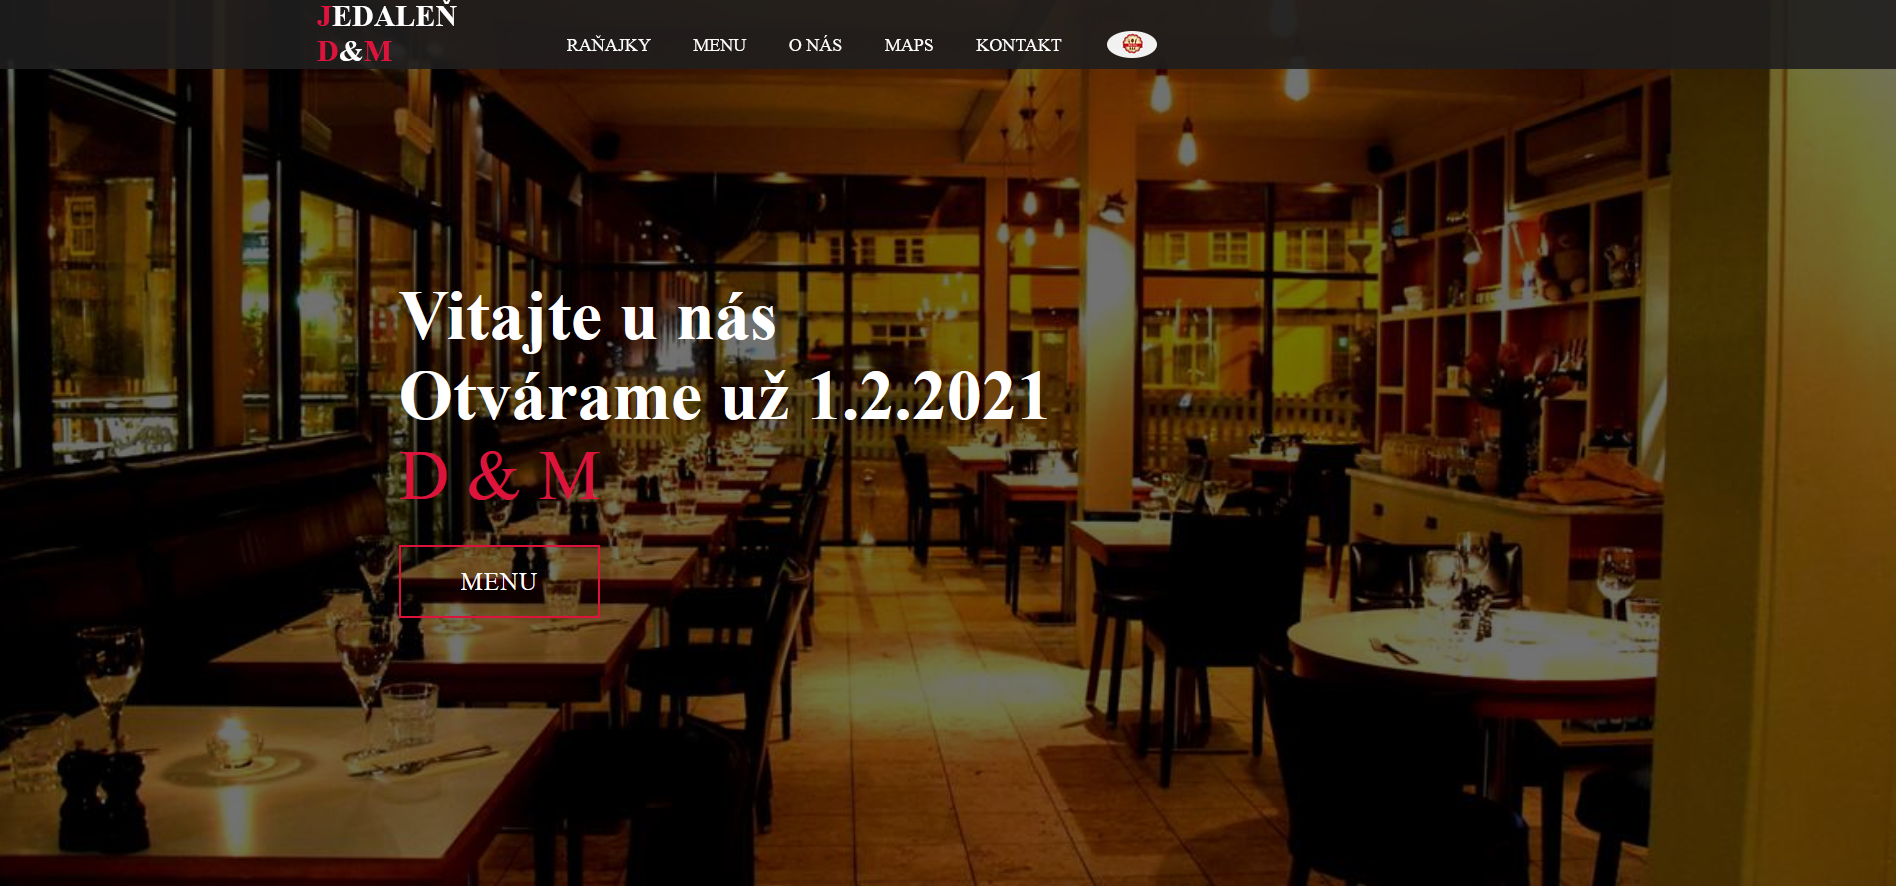 JEDALEŇ
D&M
RAŇAJKY MENU O NÁS MAPS KONTAKT
Vitajte u nás
Otvárame už 1.2.2021
D & M
MENU